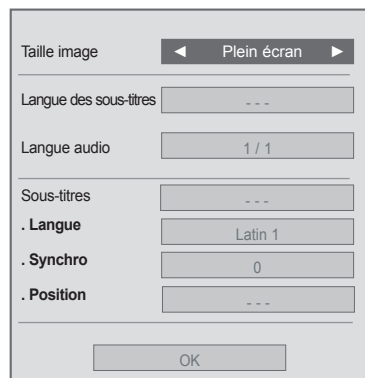 Taille image ◄ Plein écran ►
Langue des sous-titres - - -
Langue audio 1 / 1
Sous-titres - - -
. Langue Latin 1
. Synchro 0
. Position - - -
OK